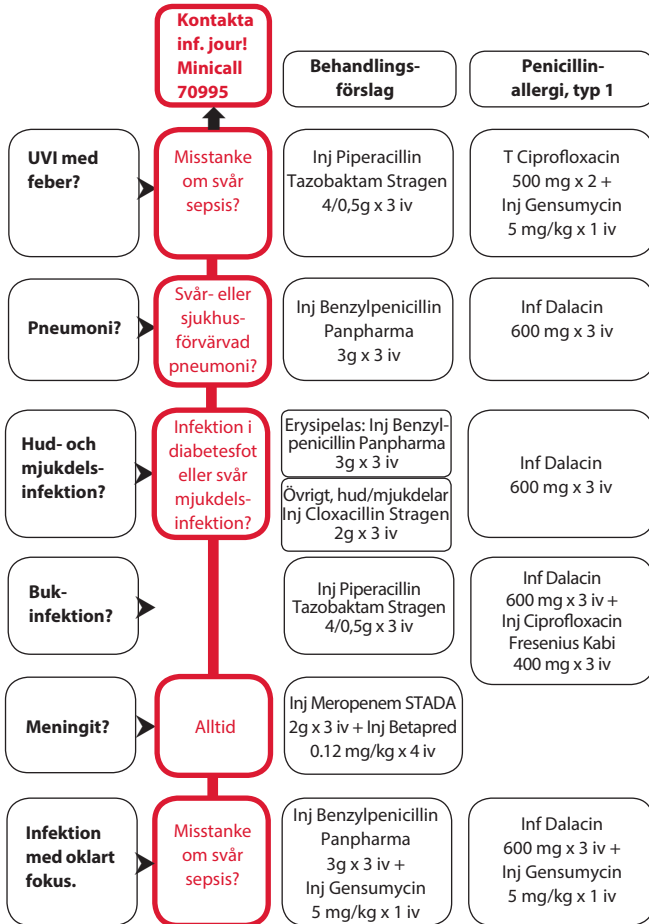 Kontakta
inf. jour!
Minicall
70995
Behandlings-
förslag
Penicillin-
allergi, typ 1
UVI med
feber?
Misstanke
om svår
sepsis?
Inj Piperacillin
Tazobaktam Stragen
4/0,5g x 3 iv
T Ciprofloxacin
500 mg x 2 +
Inj Gensumycin
5 mg/kg x 1 iv
Pneumoni?
Svår- eller
sjukhus-
förvärvad
pneumoni?
Inj Benzylpenicillin
Panpharma
3g x 3 iv
Inf Dalacin
600 mg x 3 iv
Hud- och
mjukdels-
infektion?
Infektion i
diabetesfot
eller svår
mjukdels-
infektion?
Erysipelas: Inj Benzyl-
penicillin Panpharma
3g x 3 iv
Övrigt, hud/mjukdelar
Inj Cloxacillin Stragen
2g x 3 iv
Inf Dalacin
600 mg x 3 iv
Buk-
infektion?
Inj Piperacillin
Tazobaktam Stragen
4/0,5g x 3 iv
Inf Dalacin
600 mg x 3 iv +
Inj Ciprofloxacin
Fresenius Kabi
400 mg x 3 iv
Meningit?
Alltid
Inj Meropenem STADA
2g x 3 iv + Inj Betapred
0.12 mg/kg x 4 iv
Infektion
med oklart
fokus.
Misstanke
om svår
sepsis?
Inj Benzylpenicillin
Panpharma
3g x 3 iv +
Inj Gensumycin
5 mg/kg x 1 iv
Inf Dalacin
600 mg x 3 iv +
Inj Gensumycin
5 mg/kg x 1 iv